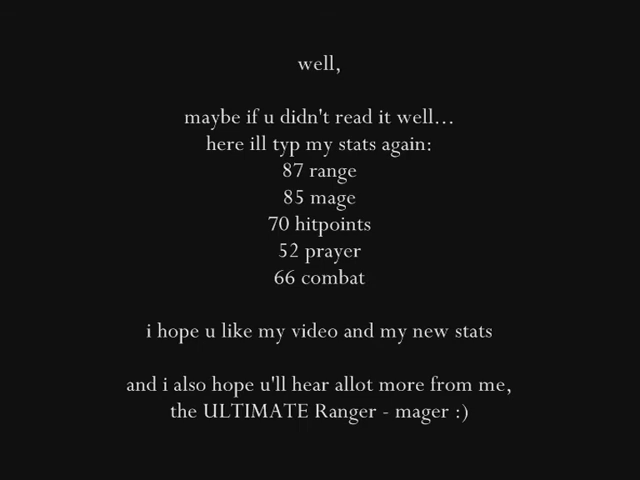 well,
maybe if u didn't read it well...
here ill typ my stats again:
87 range
85 mage
70 hitpoints
52 prayer
66 combat
i hope u like my video and my new stats
and i also hope u'll hear allot more from me,
the ULTIMATE Ranger - mager :)